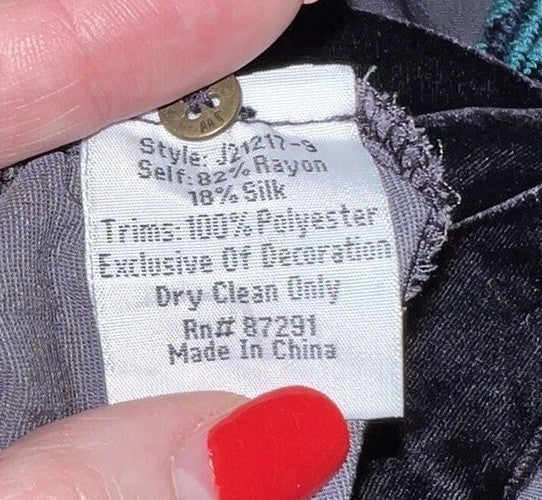 Style: J21217-9
Self: 82% Rayon
18% Silk
Trims: 100% Polyester
Exclusive Of Decoration
Dry Clean Only
Rn# 87291
Made In China